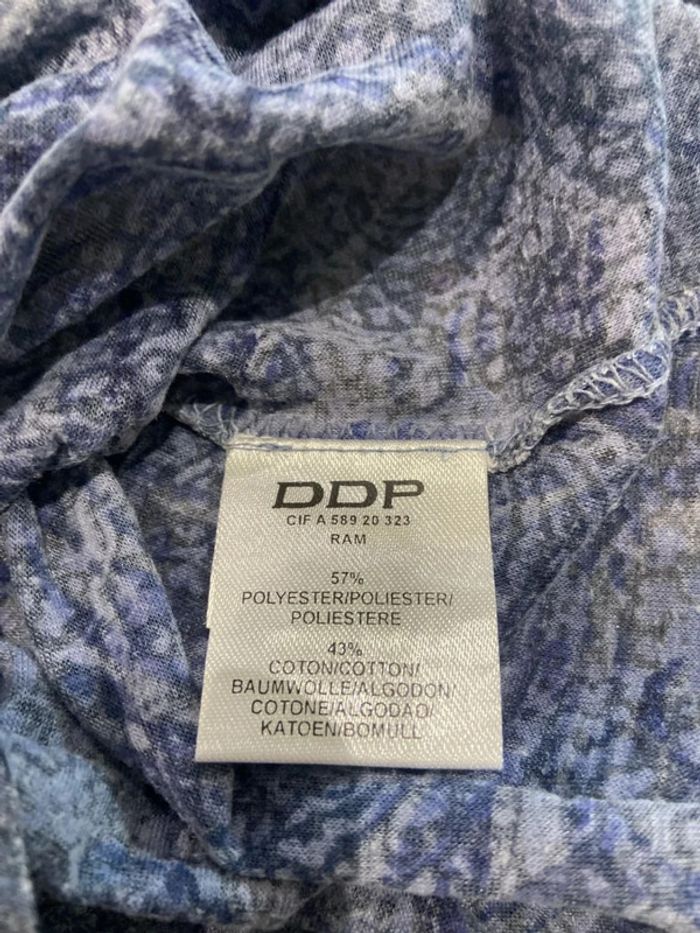 DDP
CIF A 589 20 323
RAM
57%
POLYESTER/POLIESTER/
POLIESTERE
43%
COTON/COTTON/
BAUMWOLLE/ALGODON/
COTONE/ALGODAO/
KATOEN/BOMULL